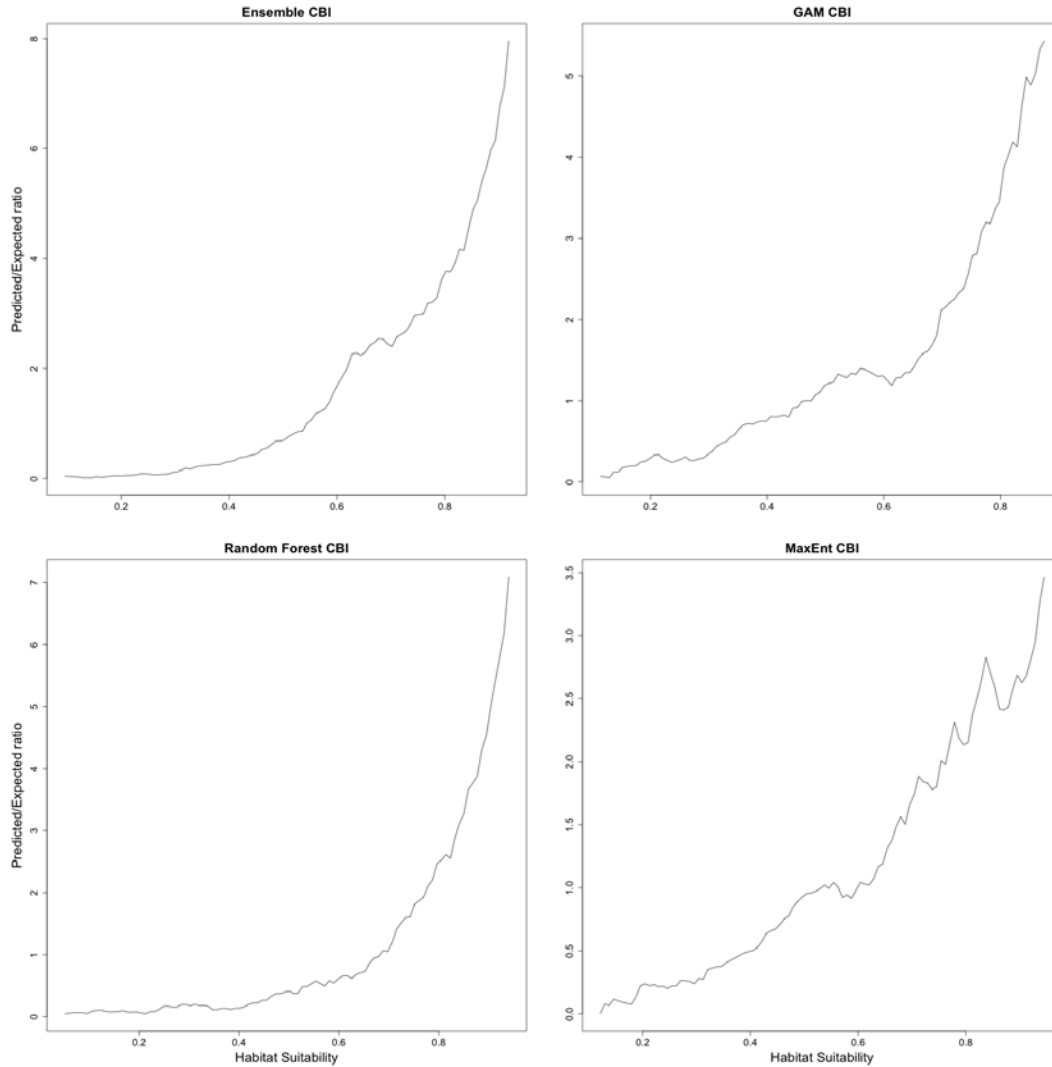 Ensemble CBI
GAM CBI
Predicted/Expected ratio
8
6
4
2
0
0.2 0.4 0.6 0.8
5
4
3
2
1
0
0.2 0.4 0.6 0.8
Random Forest CBI
MaxEnt CBI
Predicted/Expected ratio
7
6
5
4
3
2
1
0
0.2 0.4 0.6 0.8
Habitat Suitability
3.5
3.0
2.5
2.0
1.5
1.0
0.5
0.0
0.2 0.4 0.6 0.8
Habitat Suitability